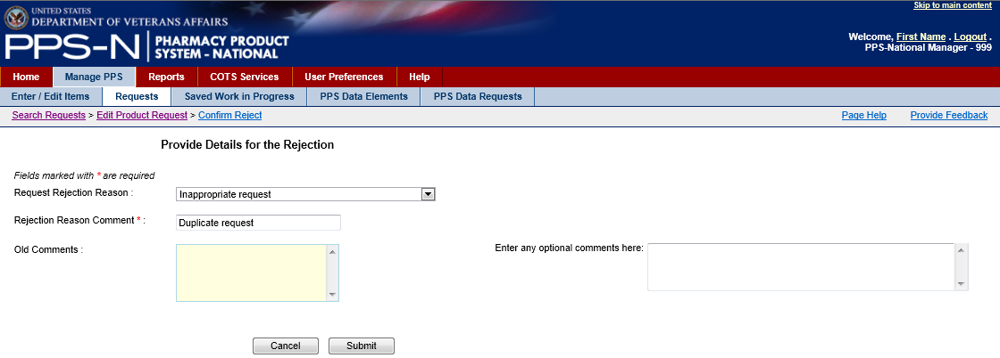 Skip to main content
UNITED STATES
DEPARTMENT OF VETERANS AFFAIRS
PPS-N PHARMACY PRODUCT
SYSTEM - NATIONAL
Welcome, First Name . Logout .
PPS-National Manager - 999
Home Manage PPS Reports COTS Services User Preferences Help
Enter / Edit Items Requests Saved Work in Progress PPS Data Elements PPS Data Requests
Search Requests > Edit Product Request > Confirm Reject Page Help Provide Feedback
Provide Details for the Rejection
Fields marked with * are required
Request Rejection Reason : Inappropriate request
Rejection Reason Comment * : Duplicate request
Old Comments : Enter any optional comments here:
Cancel Submit